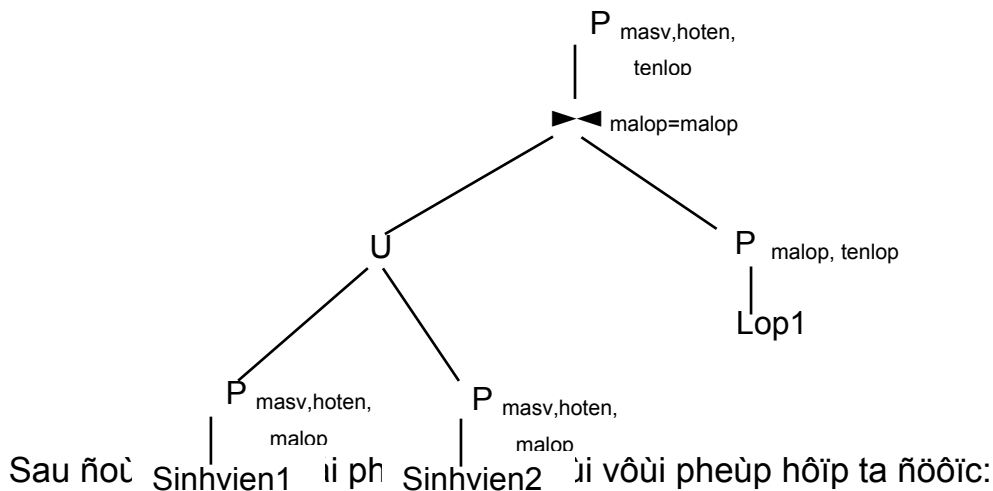 P masv,hoten,
tenlop
malop=malop
U
P malop, tenlop
Lop1
P masv,hoten,
malop
P masv,hoten,
malop
Sau ñoù Sinhvien1 ph Sinhvien2 vôùi pheùp hôïp ta ñöôïc: